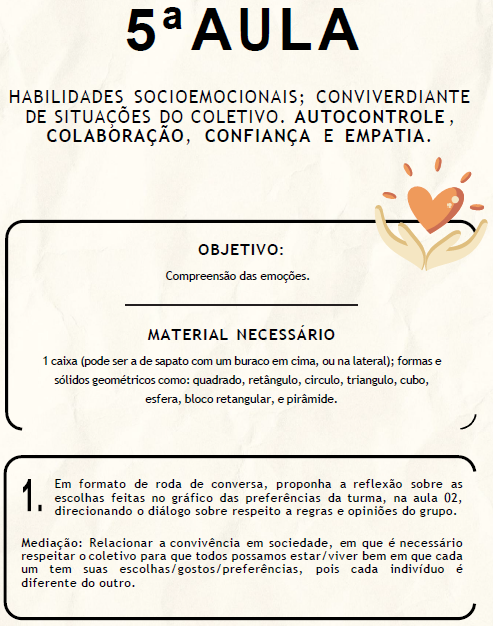 5ª AULA
HABILIDADES SOCIOEMOCIONAIS; CONVIVERDIANTE
DE SITUAÇÕES DO COLETIVO. AUTOCONTROLE,
COLABORAÇÃO, CONFIANÇA E EMPATIA.
OBJETIVO:
Compreensão das emoções.
MATERIAL NECESSÁRIO
1 caixa (pode ser a de sapato com um buraco em cima, ou na lateral); formas e
sólidos geométricos como: quadrado, retângulo, circulo, triangulo, cubo,
esfera, bloco retangular, e pirâmide.
1. Em formato de roda de conversa, proponha a reflexão sobre as
escolhas feitas no gráfico das preferências da turma, na aula 02,
direcionando o diálogo sobre respeito a regras e opiniões do grupo.
Mediação: Relacionar a convivência em sociedade, em que é necessário
respeitar o coletivo para que todos possamos estar/viver bem em que cada
um tem suas escolhas/gostos/preferências, pois cada indivíduo é
diferente do outro.